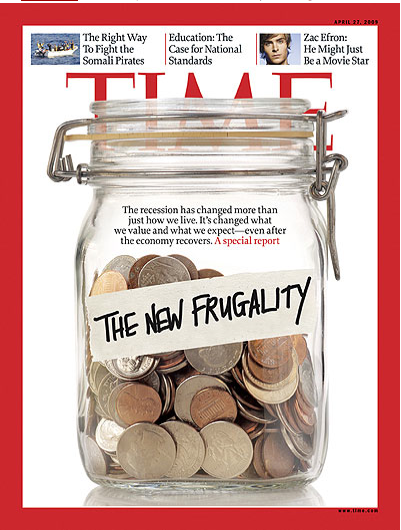 APRIL 27, 2009
The Right Way
To Fight the
Somali Pirates
Education: The
Case for National
Standards
Zac Efron:
He Might Just
Be a Movie Star
TIME
The recession has changed more than
just how we live. It's changed what
we value and what we expect—even after
the economy recovers. A special report
THE NEW FRUGALITY
www.time.com